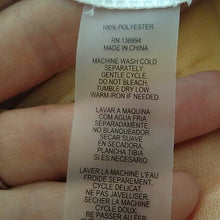 100% POLYESTER
RN 136994
MADE IN CHINA
MACHINE WASH COLD
SEPARATELY,
GENTLE CYCLE,
DO NOT BLEACH,
TUMBLE DRY LOW,
WARM IRON IF NEEDED
LAVAR A MAQUINA
CON AGUA FRIA
SEPARADAMENTE,
NO BLANQUEADOR
SECAR SUAVE
EN SECADORA,
PLANCHA TIBIA
SI ES NECESARIO
LAVER LA MACHINE L'EAU
FROIDE SEPAREMENT,
CYCLE DELICAT,
NE PAS JAVELLISER,
SECHER LA MACHINE
CYCLE DOUX,